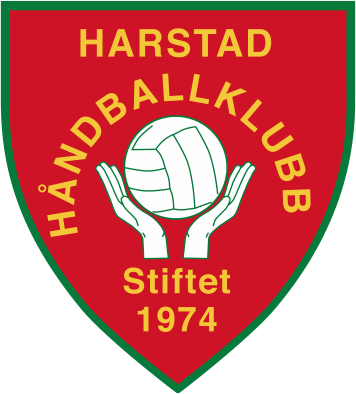 HARSTAD
HÅNDBALLKLUBB
Stiftet
1974